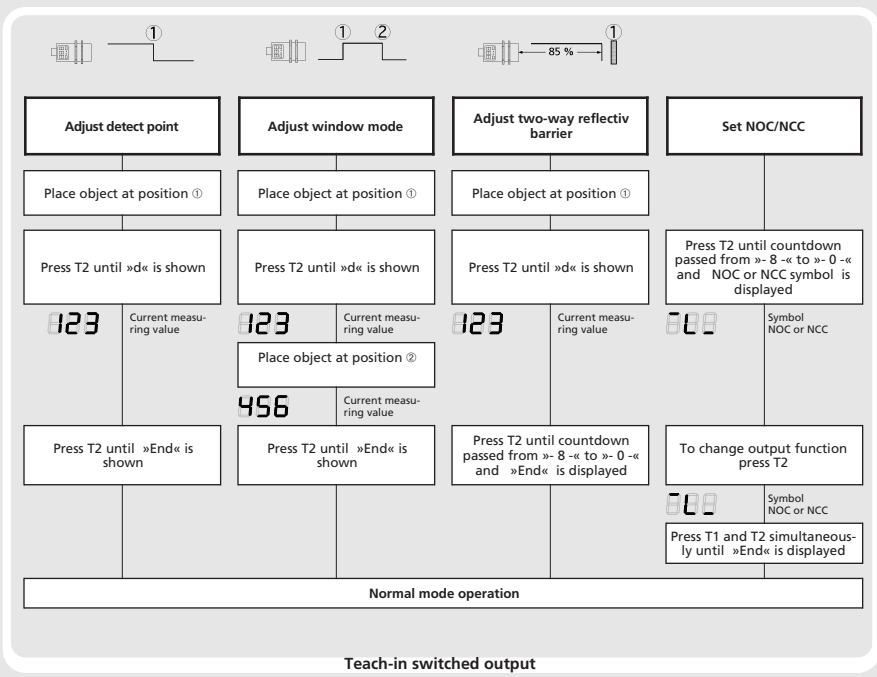 ① ① ② ①
85 %
Adjust detect point
Adjust window mode
Adjust two-way reflectiv
barrier
Set NOC/NCC
Place object at position ①
Place object at position ①
Place object at position ①
Press T2 until »d« is shown
Press T2 until »d« is shown
Press T2 until »d« is shown
Press T2 until countdown
passed from »- 8 -« to »- 0 -«
and NOC or NCC symbol is
displayed
123
Current measu-
ring value
123
Current measu-
ring value
123
Current measu-
ring value
Symbol
NOC or NCC
Place object at position ②
456
Current measu-
ring value
Press T2 until »End« is
shown
Press T2 until »End« is
shown
Press T2 until countdown
passed from »- 8 -« to »- 0 -«
and »End« is displayed
To change output function
press T2
Symbol
NOC or NCC
Press T1 and T2 simultaneous-
ly until »End« is displayed
Normal mode operation
Teach-in switched output